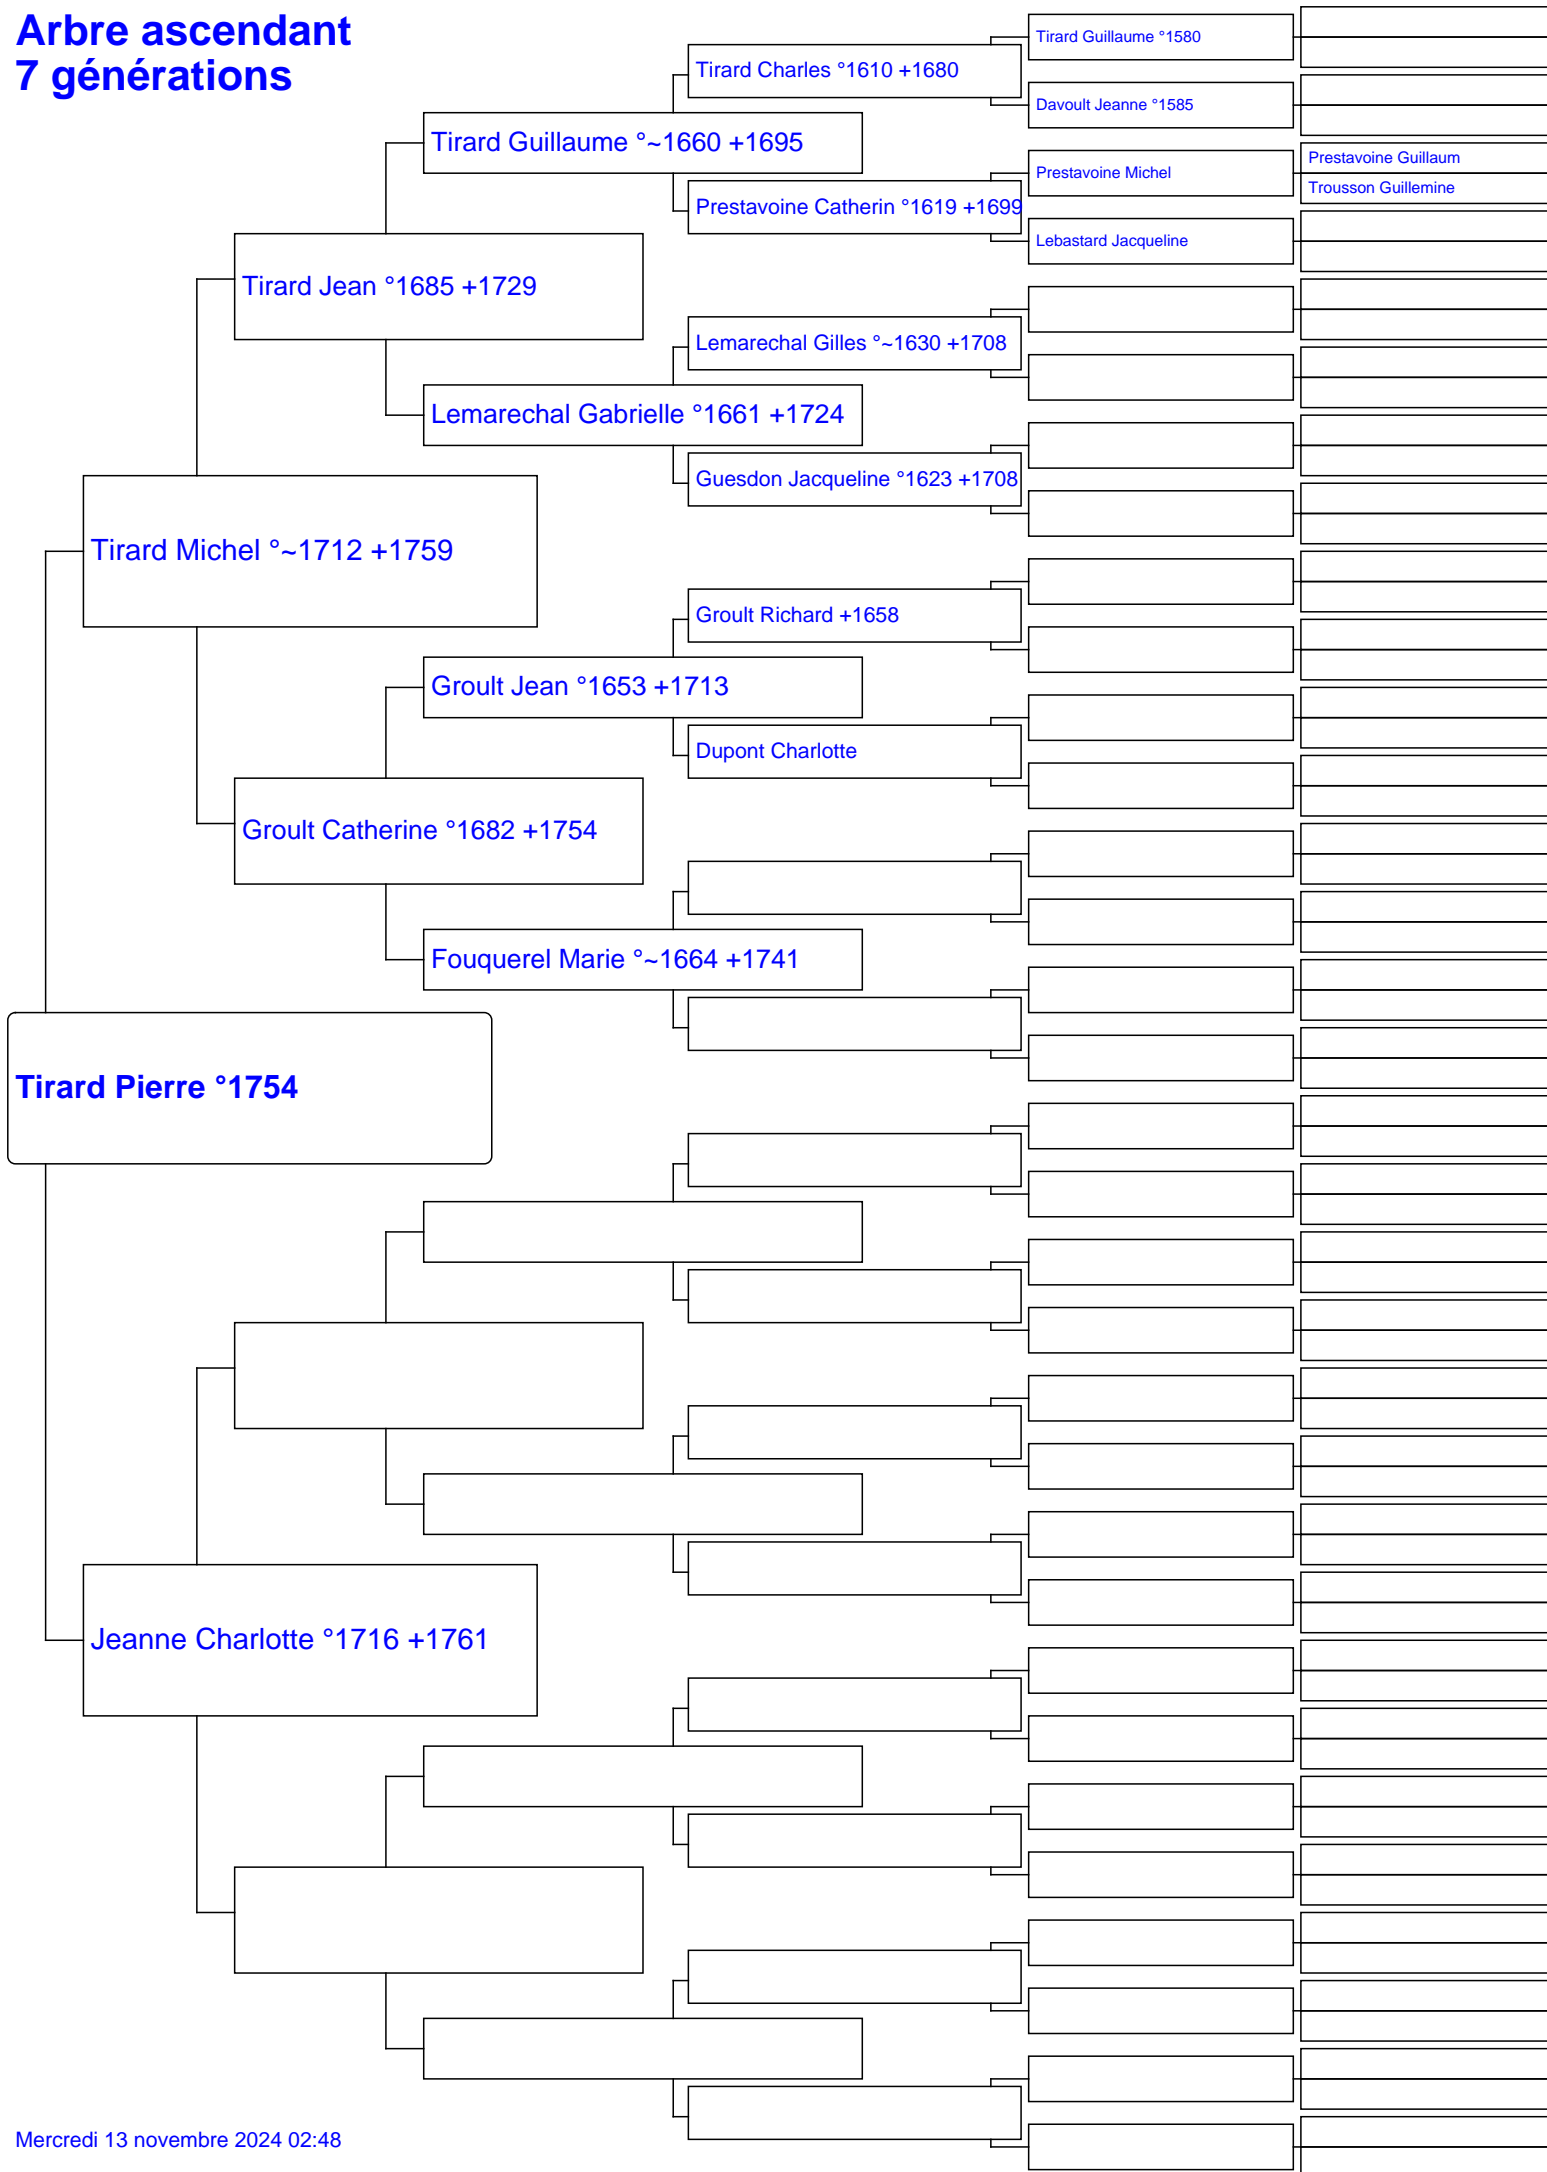 Arbre ascendant
7 générations
Tirard Guillaume °1580
Tirard Charles °1610 +1680
Davoult Jeanne °1585
Tirard Guillaume °~1660 +1695
Prestavoine Guillaum
Prestavoine Michel
Trousson Guillemine
Prestavoine Catherin °1619 +1699
Lebastard Jacqueline
Tirard Jean °1685 +1729
Lemarechal Gilles °~1630 +1708
Lemarechal Gabrielle °1661 +1724
Guesdon Jacqueline °1623 +1708
Tirard Michel °~1712 +1759
Groult Richard +1658
Groult Jean °1653 +1713
Dupont Charlotte
Groult Catherine °1682 +1754
Fouquerel Marie °~1664 +1741
Tirard Pierre °1754
Jeanne Charlotte °1716 +1761
Mercredi 13 novembre 2024 02:48